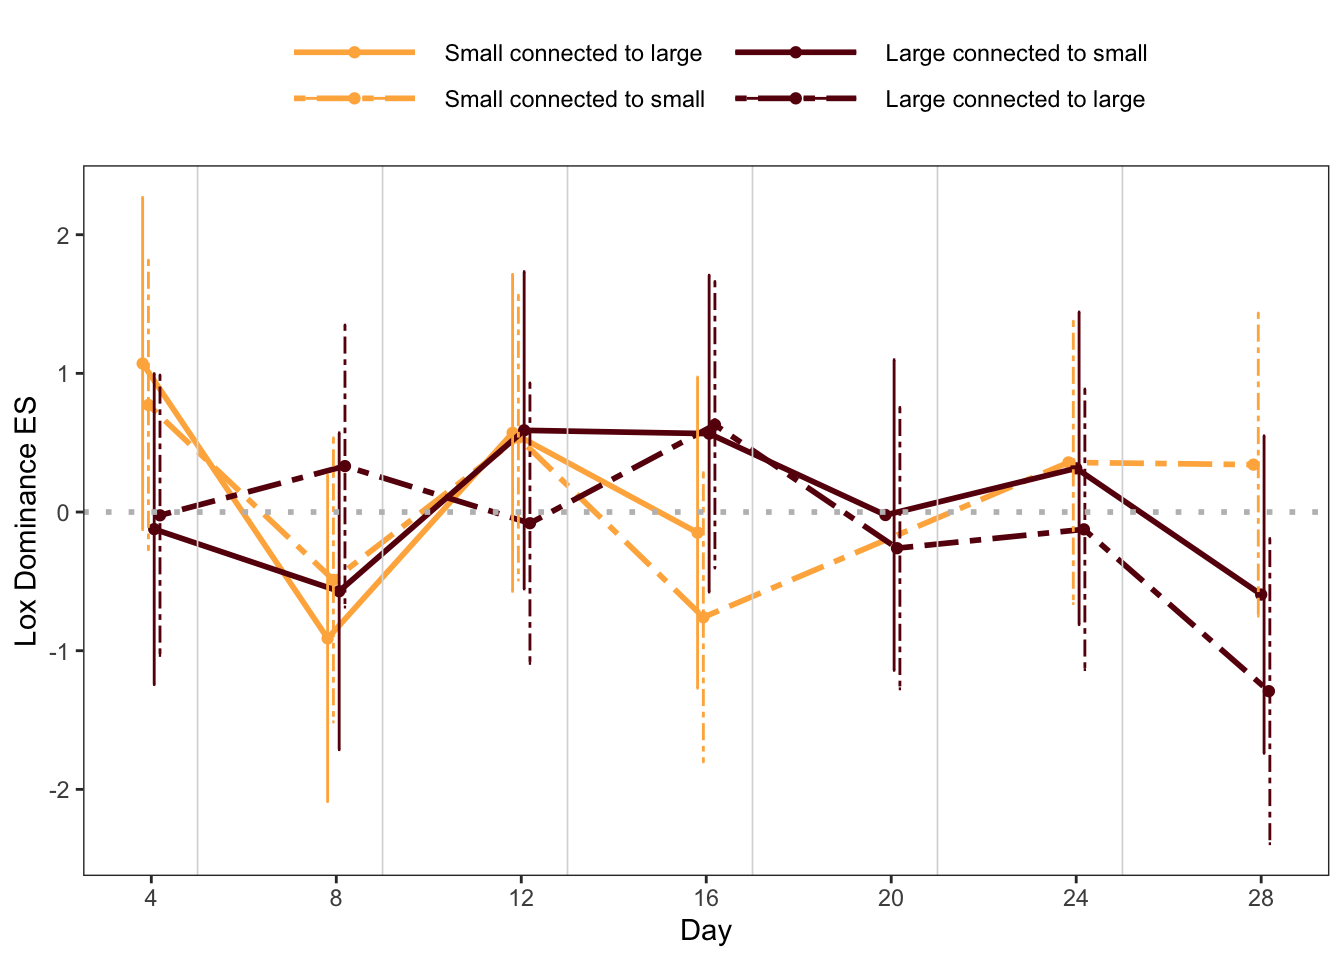 Small connected to large
Large connected to small
Small connected to small
Large connected to large
Lox Dominance ES
2
1
0
-1
-2
4
8
12
16
20
24
28
Day